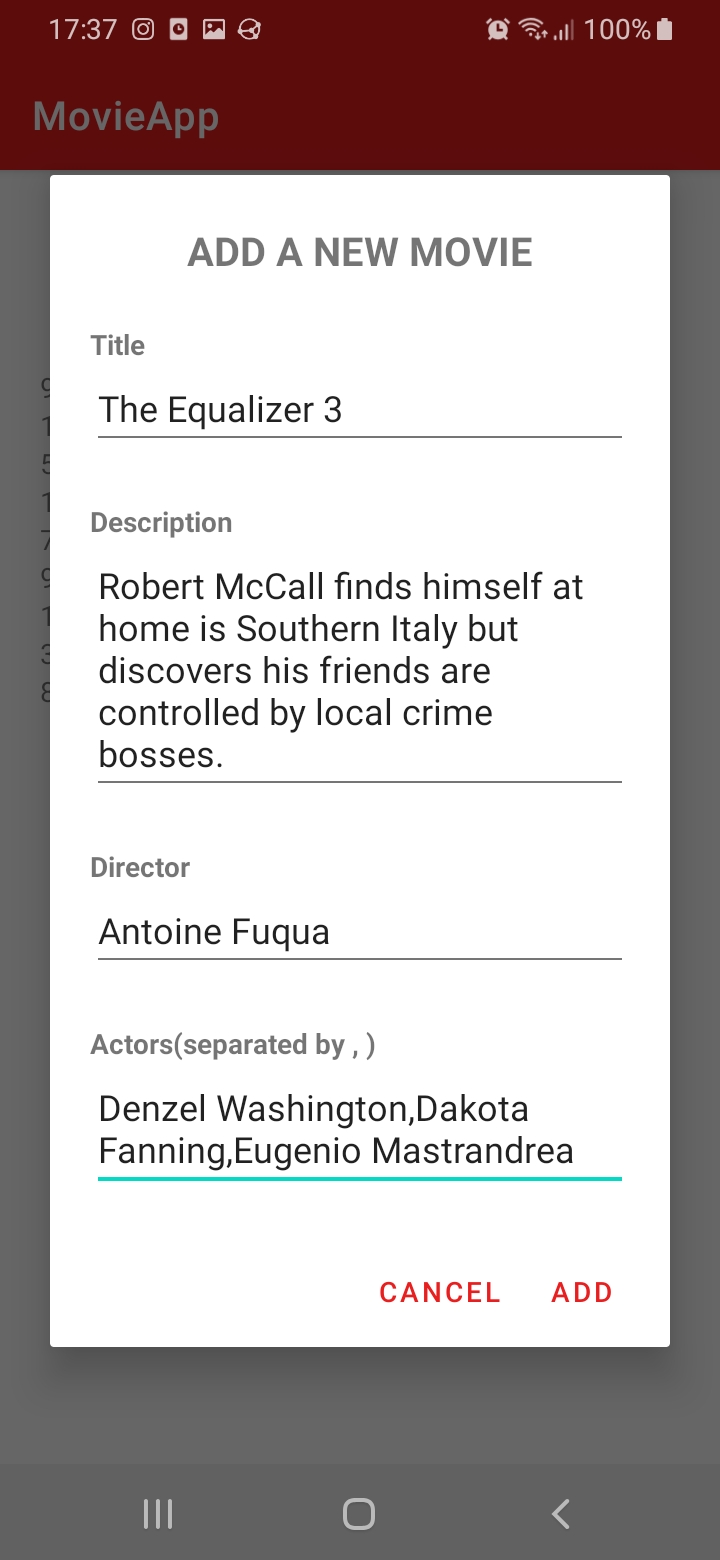 17:37
100%
MovieApp
ADD A NEW MOVIE
Title
The Equalizer 3
Description
Robert McCall finds himself at
home is Southern Italy but
discovers his friends are
controlled by local crime
bosses.
Director
Antoine Fuqua
Actors(separated by , )
Denzel Washington,Dakota
Fanning,Eugenio Mastrandrea
CANCEL
ADD